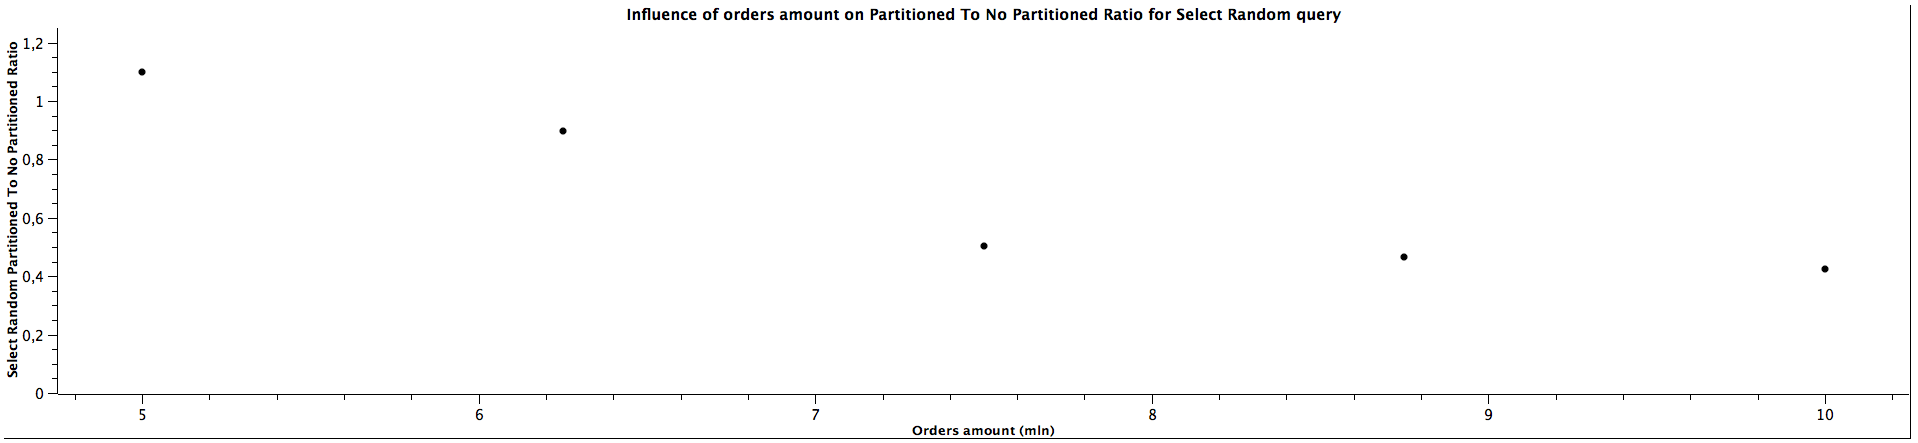 Influence of orders amount on Partitioned To No Partitioned Ratio for Select Random query
Select Random Partitioned To No Partitioned Ratio
1,2
1
0,8
0,6
0,4
0,2
0
5 6 7 8 9 10
Orders amount (mln)